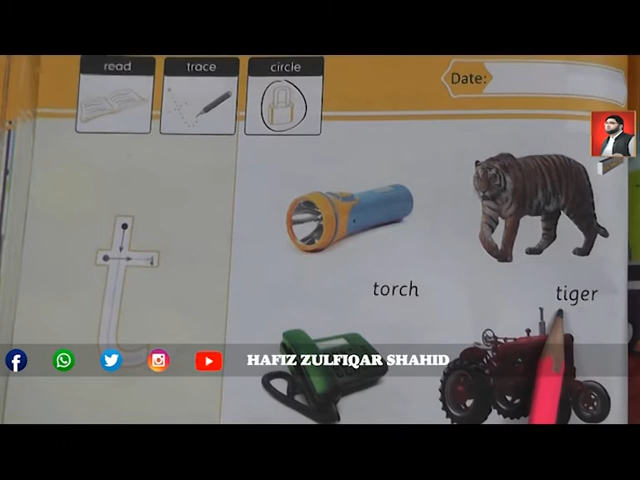 read
trace
circle
Date:
t
torch
tiger
HAFIZ ZULFIQAR SHAHID